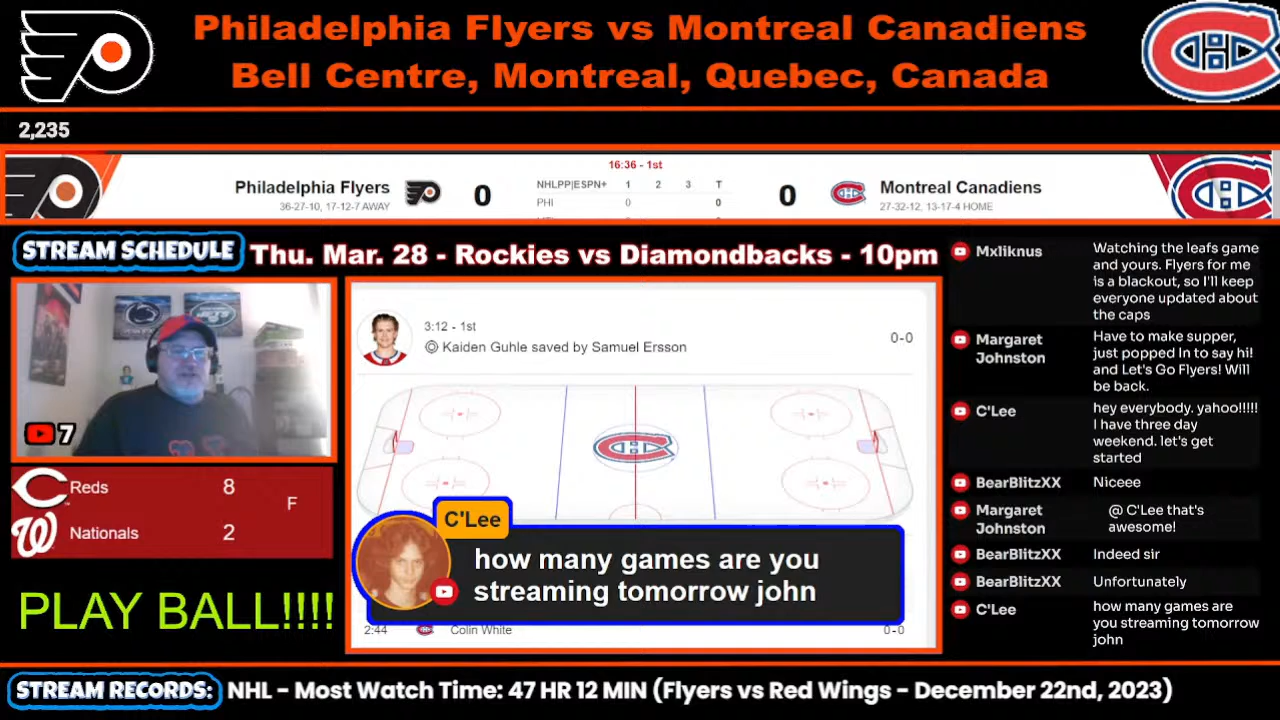 Philadelphia Flyers vs Montreal Canadiens
Bell Centre, Montreal, Quebec, Canada
2,235
16:36 - 1st
Philadelphia Flyers
36-27-10, 17-12-7 AWAY
0
NHLPP|ESPN+ 1 2 3 T
PHI 0 0
0
Montreal Canadiens
27-32-12, 13-17-4 HOME
STREAM SCHEDULE
Thu. Mar. 28 - Rockies vs Diamondbacks - 10pm
JETS
7
Reds 8
F
Nationals 2
PLAY BALL!!!!
3:12 - 1st
Kaiden Guhle saved by Samuel Ersson
0-0
C'Lee
how many games are you
streaming tomorrow john
2:44 Colin White 0-0
Mxliknus
Watching the leafs game
and yours. Flyers for me
is a blackout, so I'll keep
everyone updated about
the caps
Margaret
Johnston
Have to make supper,
just popped In to say hi!
and Let's Go Flyers! Will
be back.
C'Lee
hey everybody. yahoo!!!!!
I have three day
weekend. let's get
started
BearBlitzXX
Niceee
Margaret
Johnston
@ C'Lee that's
awesome!
BearBlitzXX
Indeed sir
BearBlitzXX
Unfortunately
C'Lee
how many games are
you streaming tomorrow
john
STREAM RECORDS:
NHL - Most Watch Time: 47 HR 12 MIN (Flyers vs Red Wings - December 22nd, 2023)